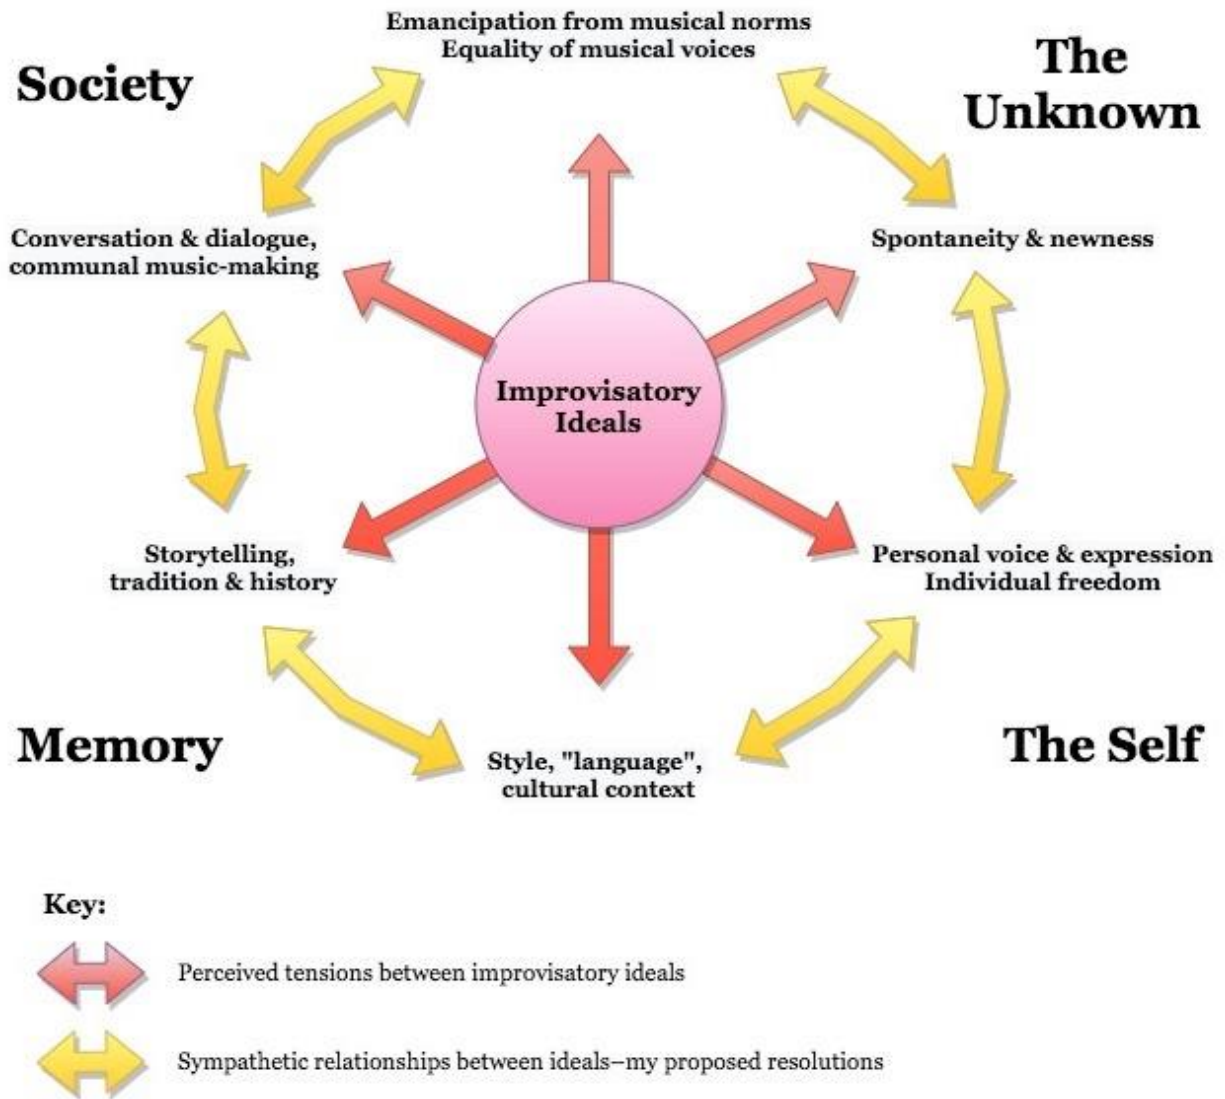 Emancipation from musical norms
Equality of musical voices
Society
The
Unknown
Conversation & dialogue,
communal music-making
Spontaneity & newness
Improvisatory
Ideals
Storytelling,
tradition & history
Personal voice & expression
Individual freedom
Memory
The Self
Style, "language",
cultural context
Key:
Perceived tensions between improvisatory ideals
Sympathetic relationships between ideals–my proposed resolutions